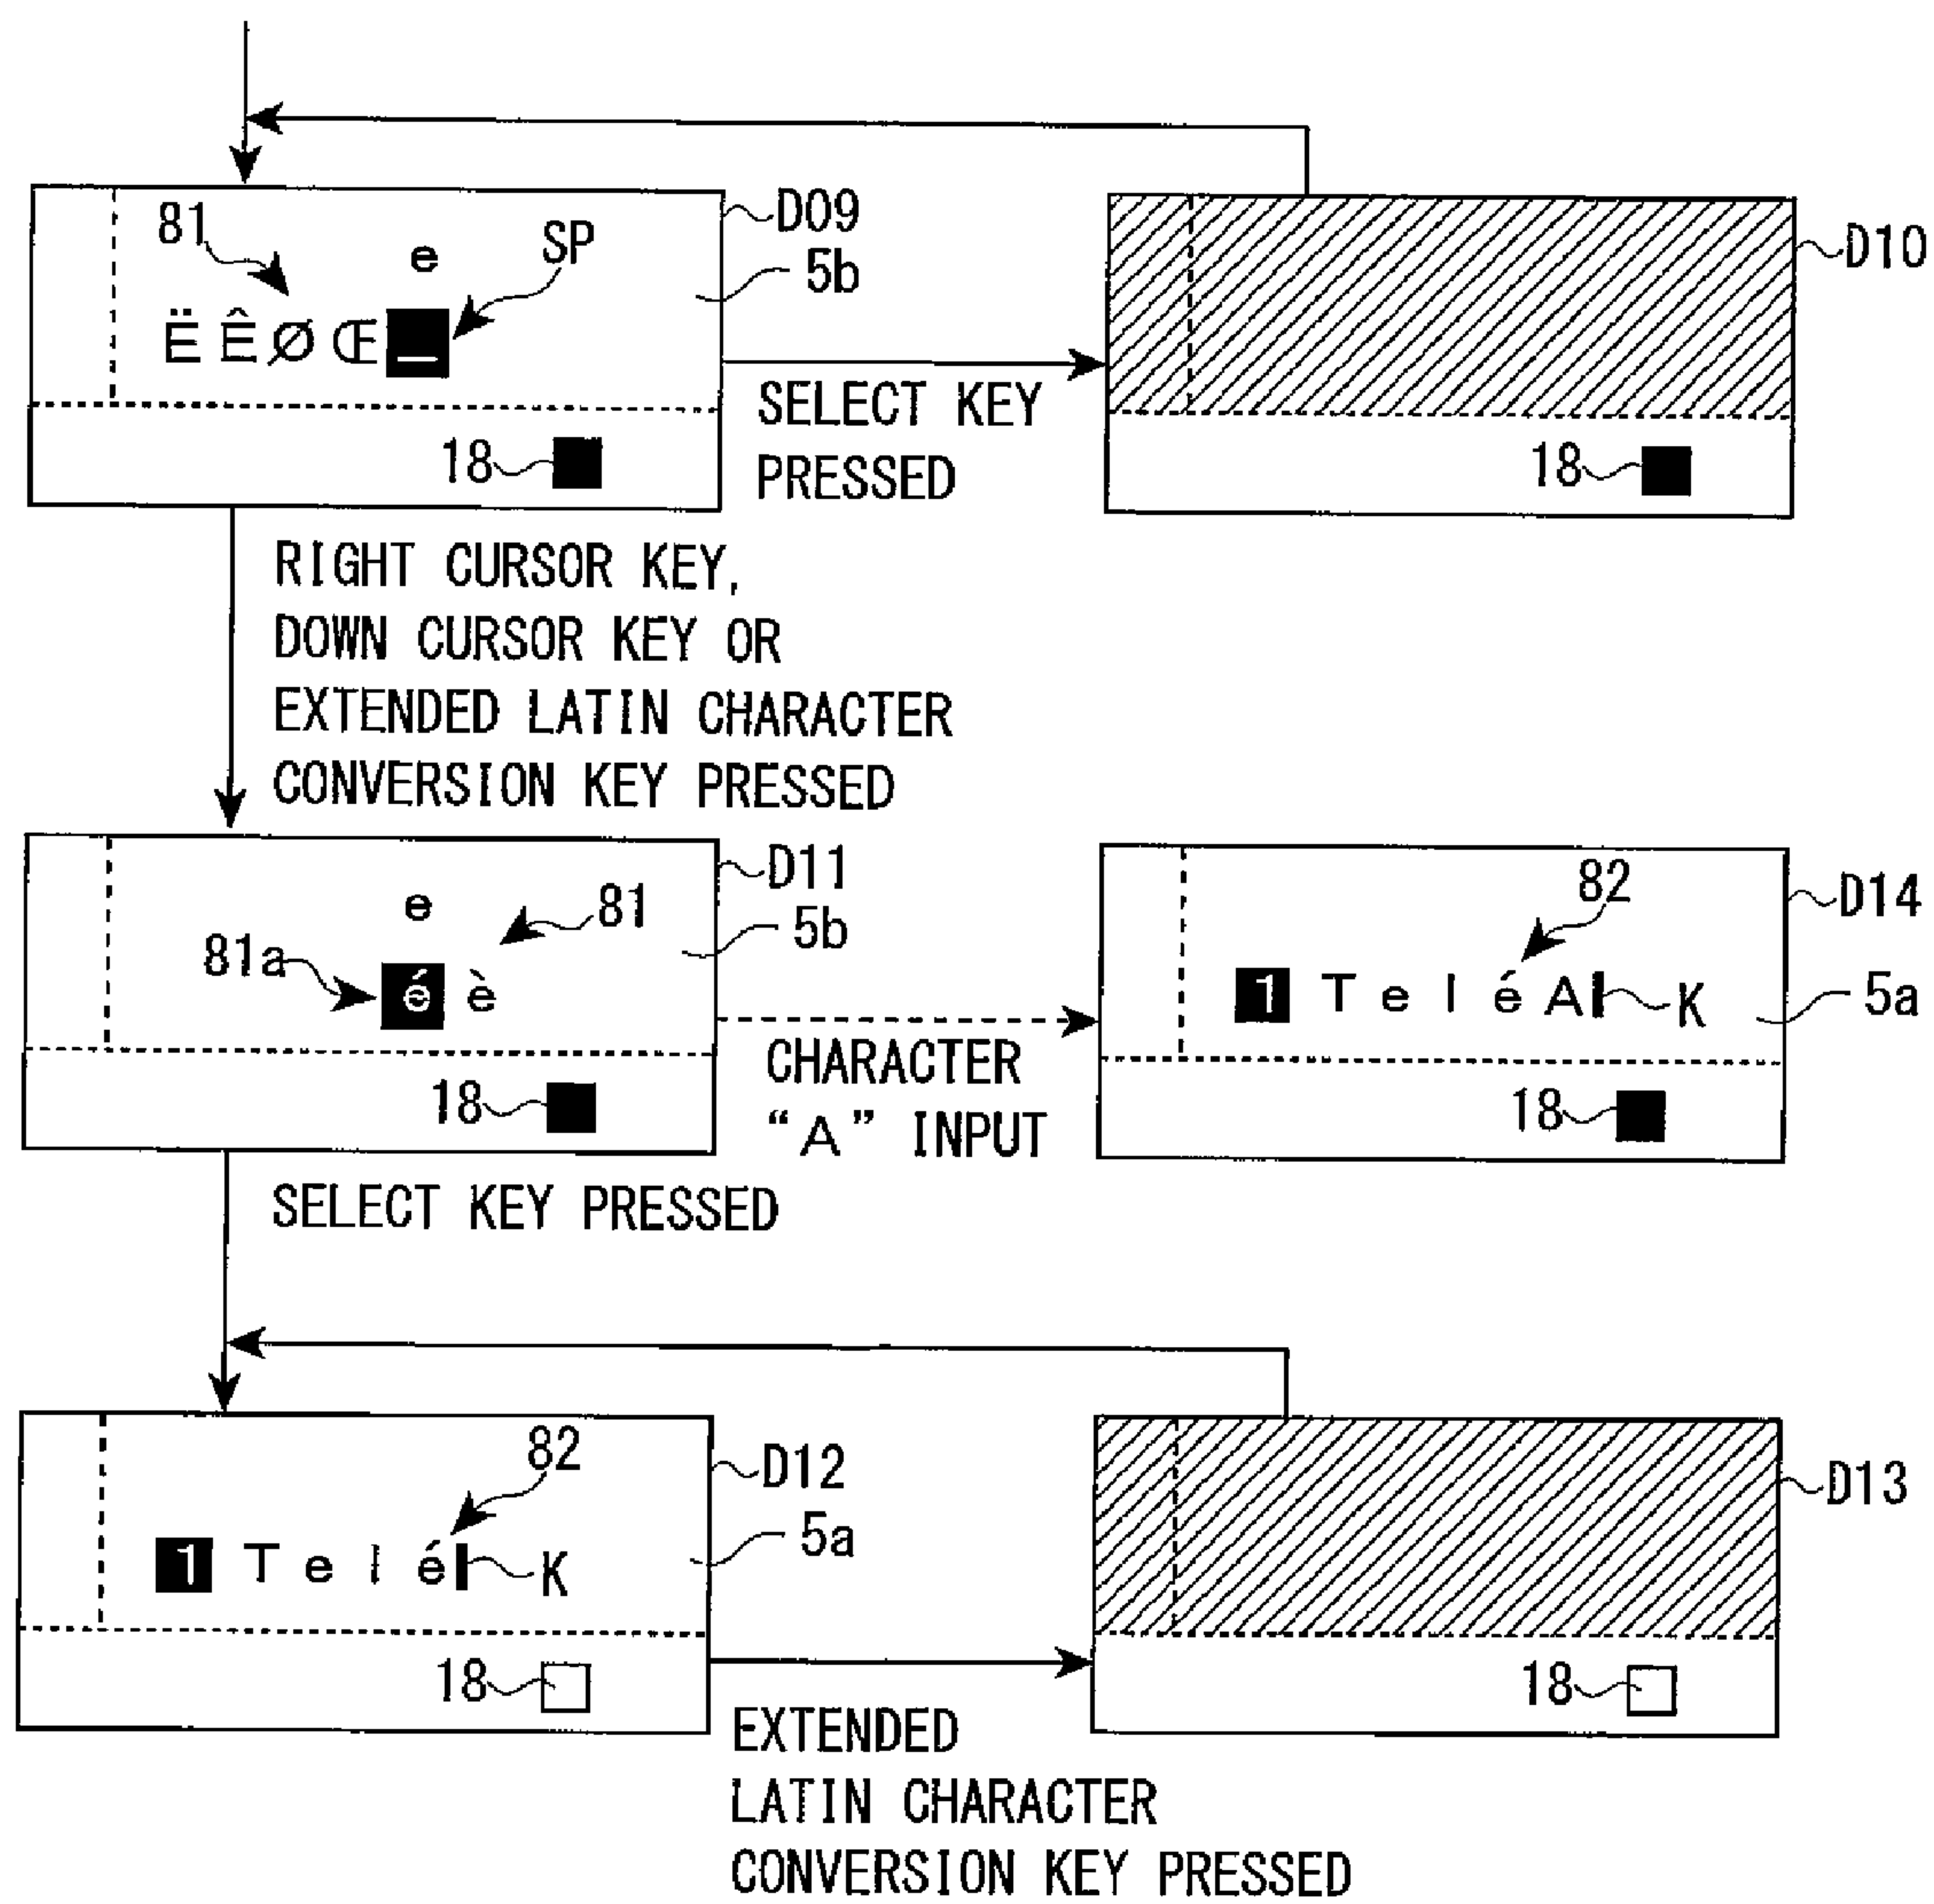 D09
81
e
SP
5b
Ë Ê Ø Œ _
18
D10
18
SELECT KEY
PRESSED
RIGHT CURSOR KEY,
DOWN CURSOR KEY OR
EXTENDED LATIN CHARACTER
CONVERSION KEY PRESSED
D11
e
81
5b
81a
é è
18
CHARACTER
“A” INPUT
D14
82
1 T e l é A
K
5a
18
SELECT KEY PRESSED
D12
82
1 T e l é
K
5a
18
D13
18
EXTENDED
LATIN CHARACTER
CONVERSION KEY PRESSED